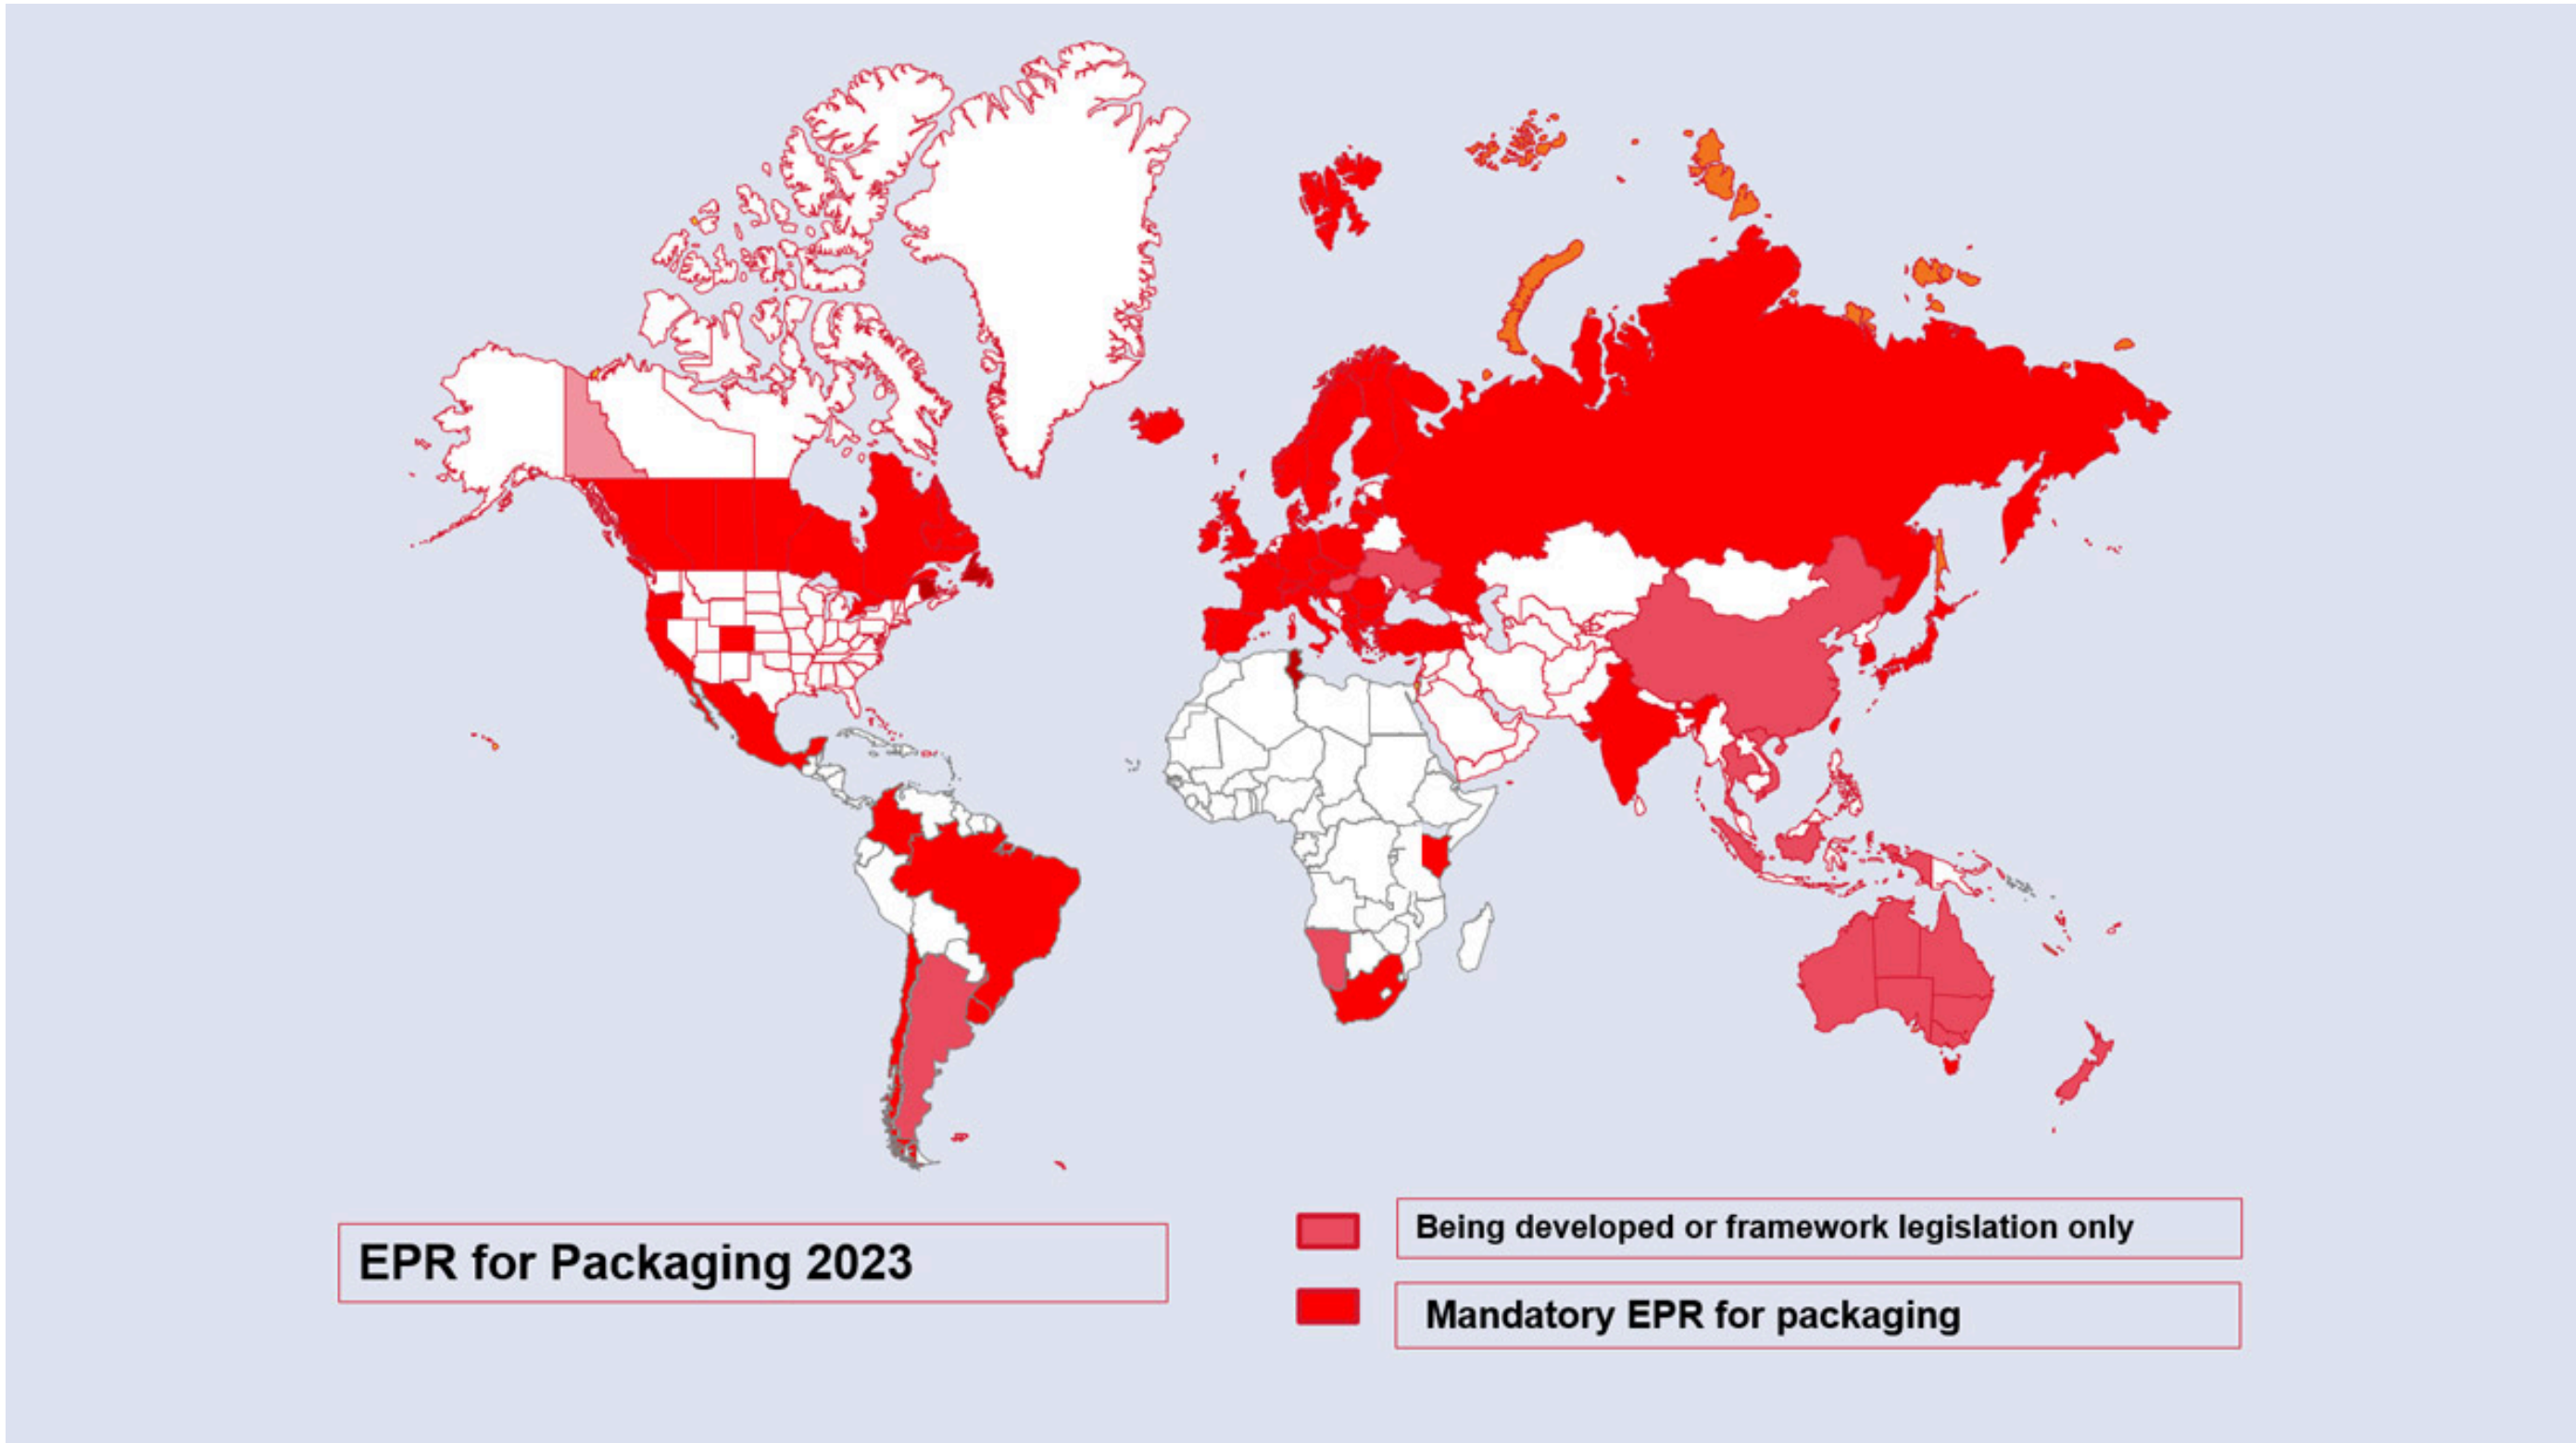 EPR for Packaging 2023
Being developed or framework legislation only
Mandatory EPR for packaging